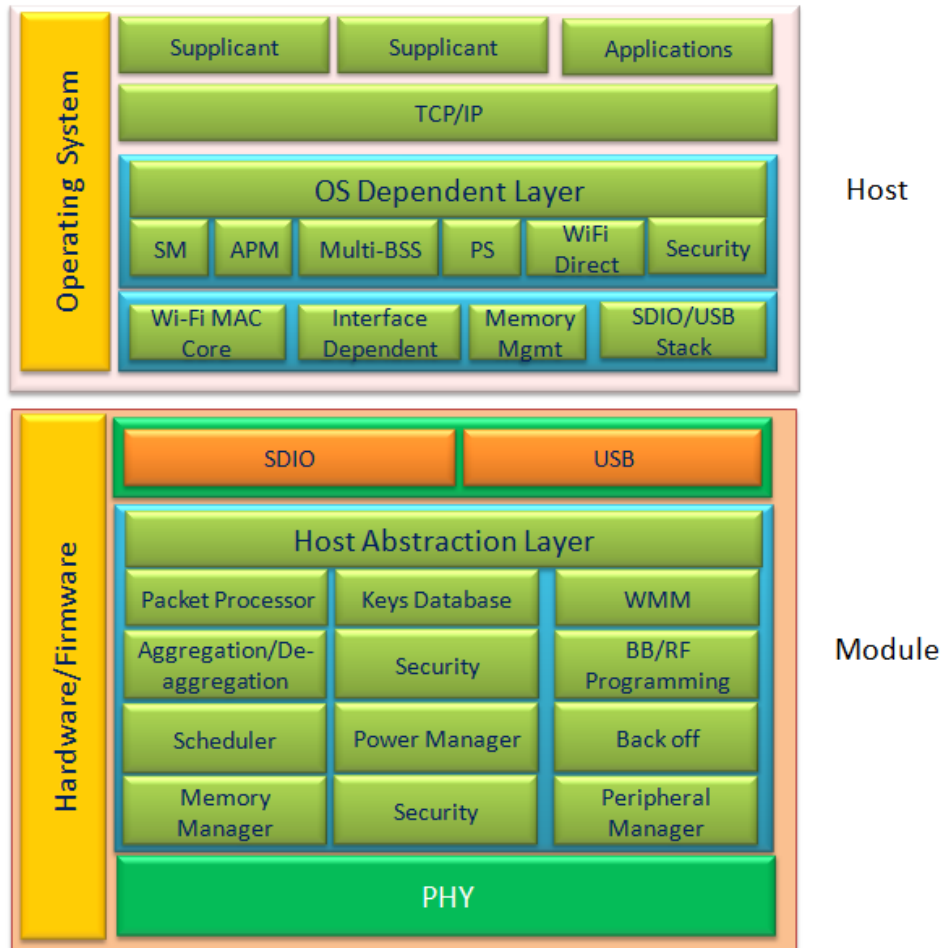 Operating System
Supplicant
Supplicant
Applications
TCP/IP
OS Dependent Layer
SM
APM
Multi-BSS
PS
WiFi
Direct
Security
Wi-Fi MAC
Core
Interface
Dependent
Memory
Mgmt
SDIO/USB
Stack
Host
Hardware/Firmware
SDIO
USB
Host Abstraction Layer
Packet Processor
Keys Database
WMM
Aggregation/De-
aggregation
Security
BB/RF
Programming
Scheduler
Power Manager
Back off
Memory
Manager
Security
Peripheral
Manager
PHY
Module